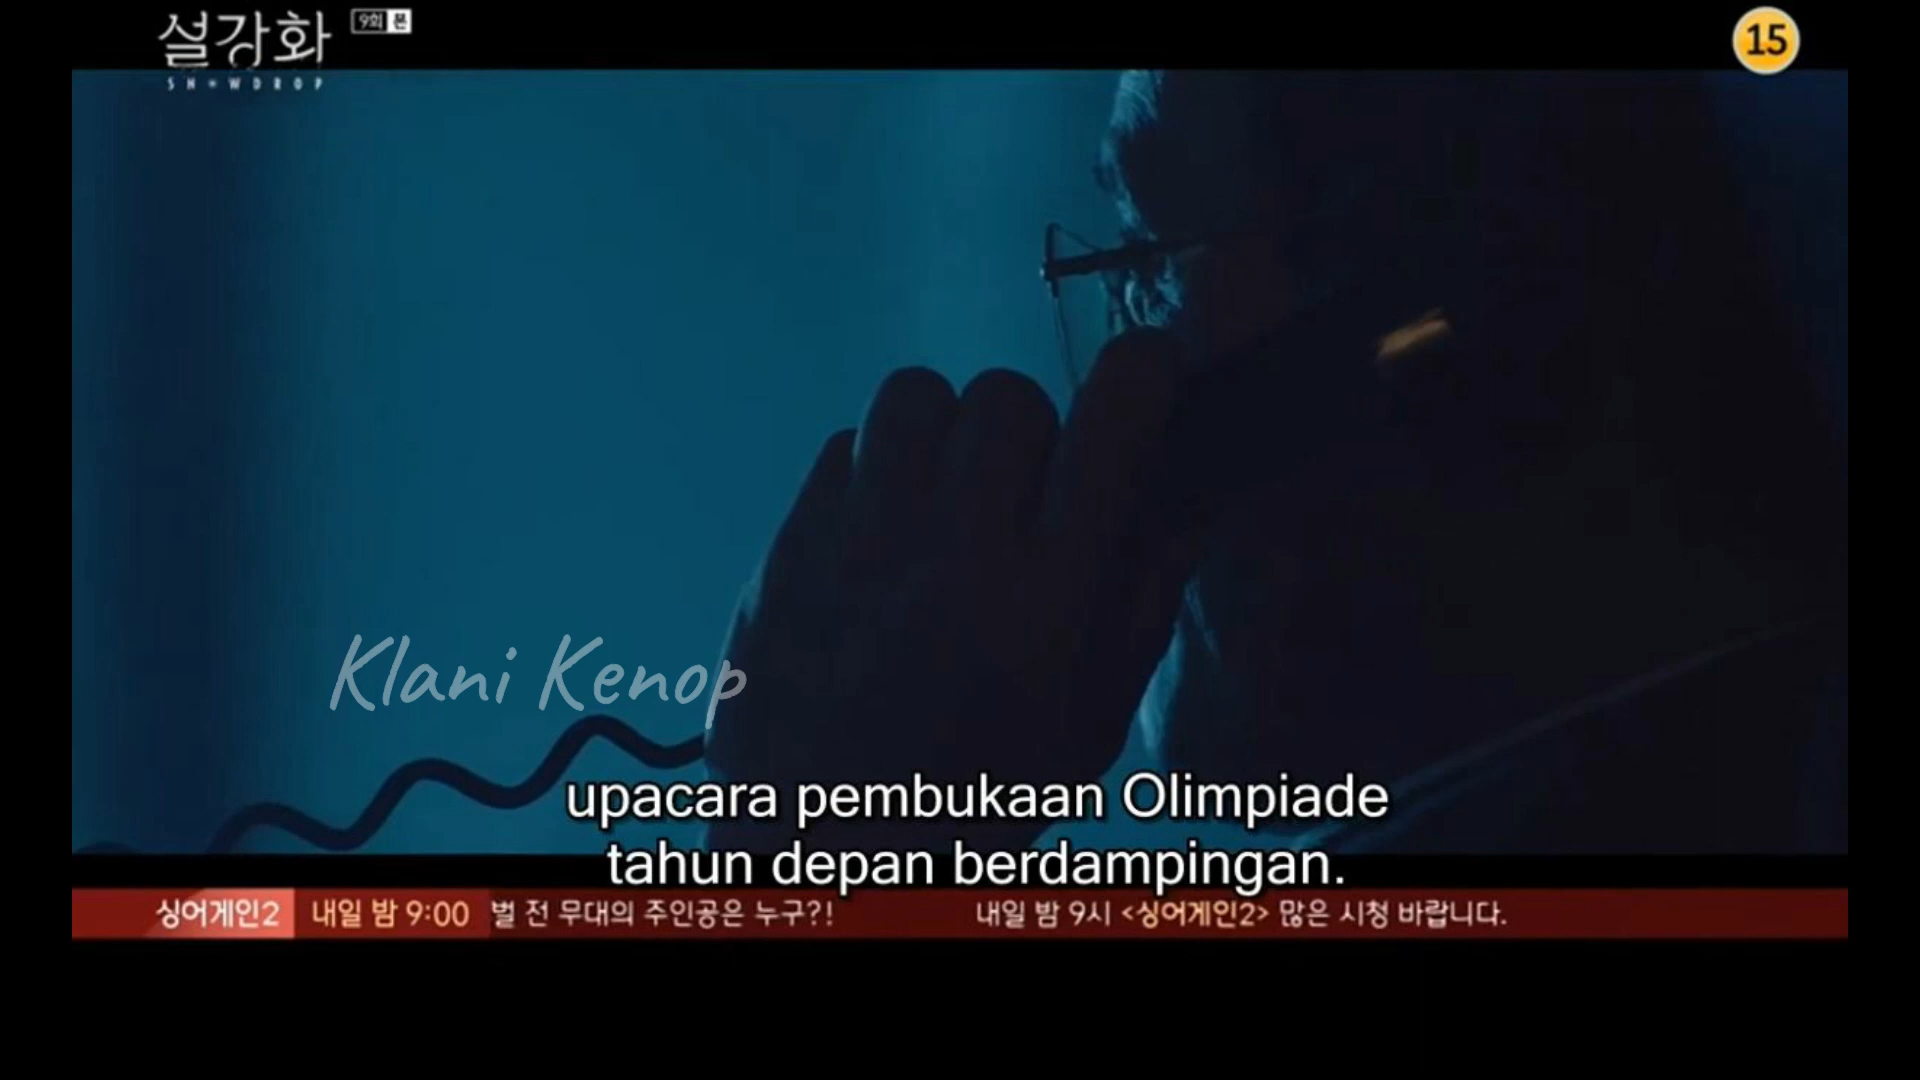 설강화 9회 본
SNOWDROP
15
Klani Kenop
upacara pembukaan Olimpiade
tahun depan berdampingan.
싱어게인2 내일 밤 9:00 벌 전 무대의 주인공은 누구?! 내일 밤 9시 <싱어게인2> 많은 시청 바랍니다.